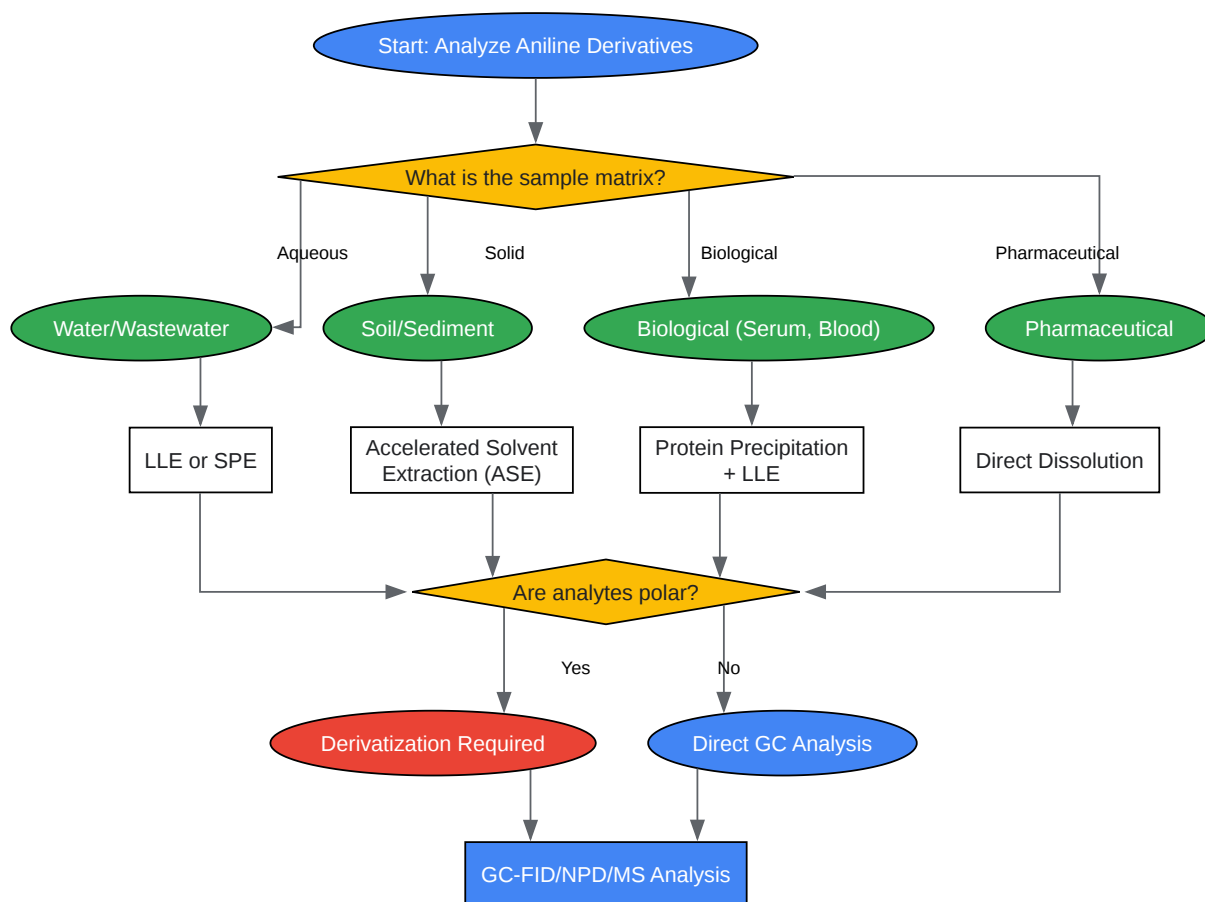 Start: Analyze Aniline Derivatives
What is the sample matrix?
Aqueous
Solid
Biological
Pharmaceutical
Water/Wastewater
Soil/Sediment
Biological (Serum, Blood)
Pharmaceutical
LLE or SPE
Accelerated Solvent
Extraction (ASE)
Protein Precipitation
+ LLE
Direct Dissolution
Are analytes polar?
Yes
No
Derivatization Required
Direct GC Analysis
GC-FID/NPD/MS Analysis